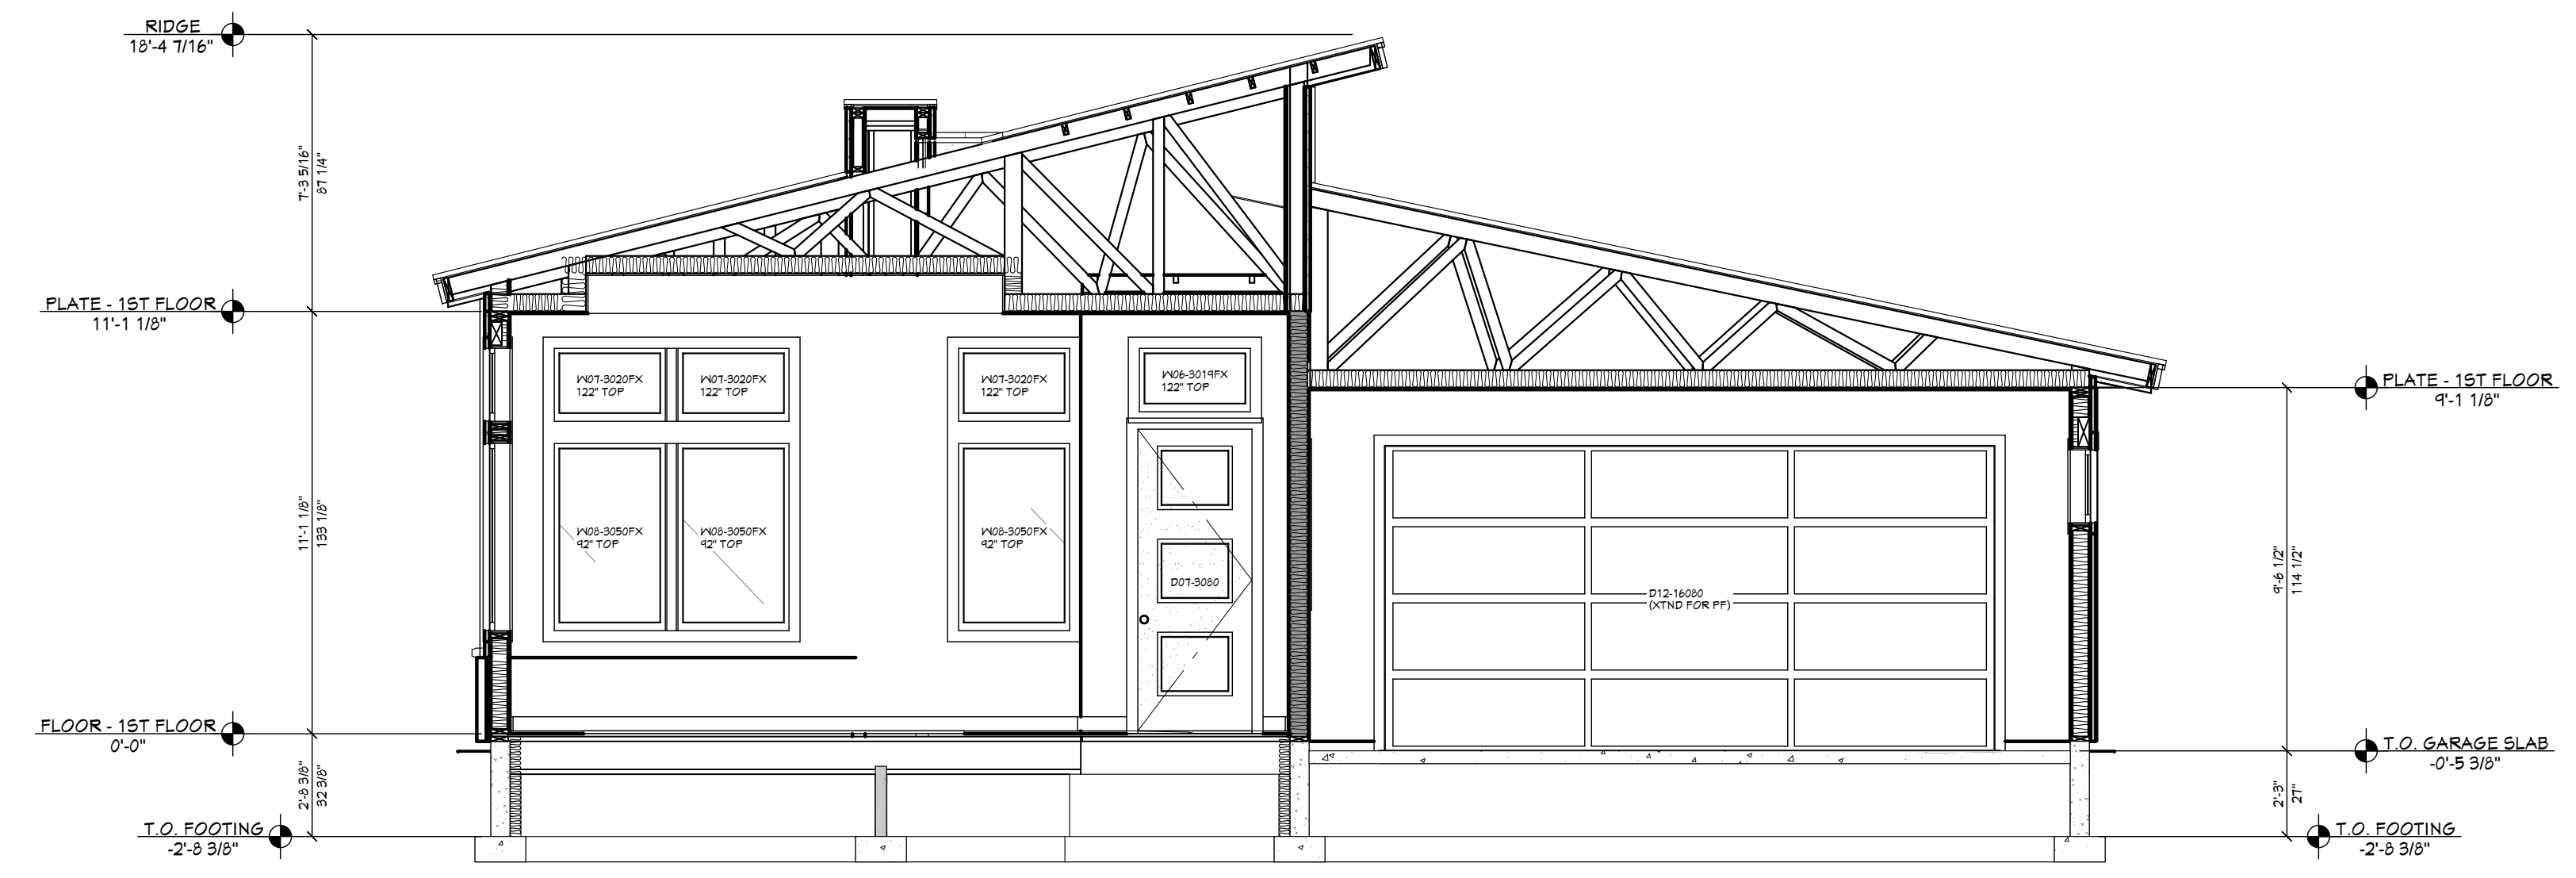 RIDGE
18'-4 7/16"
7'-3 5/16"
87 1/4"
PLATE - 1ST FLOOR
11'-1 1/8"
11'-1 1/8"
133 1/8"
FLOOR - 1ST FLOOR
0'-0"
2'-8 3/8"
32 3/8"
T.O. FOOTING
-2'-8 3/8"
W07-3020FX
122" TOP
W07-3020FX
122" TOP
W07-3020FX
122" TOP
W06-3019FX
122" TOP
W08-3050FX
92" TOP
W08-3050FX
92" TOP
W08-3050FX
92" TOP
D07-3080
D12-16080
(XTND FOR PF)
PLATE - 1ST FLOOR
9'-1 1/8"
9'-6 1/2"
114 1/2"
T.O. GARAGE SLAB
-0'-5 3/8"
2'-3"
27"
T.O. FOOTING
-2'-8 3/8"